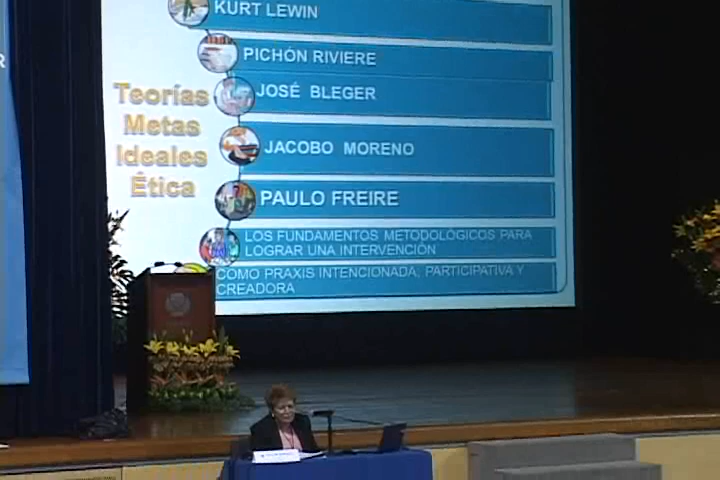 KURT LEWIN
PICHÓN RIVIERE
JOSÉ BLEGER
Teorías
Metas
Ideales
Ética
JACOBO MORENO
PAULO FREIRE
LOS FUNDAMENTOS METODOLÓGICOS PARA
LOGRAR UNA INTERVENCIÓN
COMO PRAXIS INTENCIONADA, PARTICIPATIVA Y
CREADORA
R